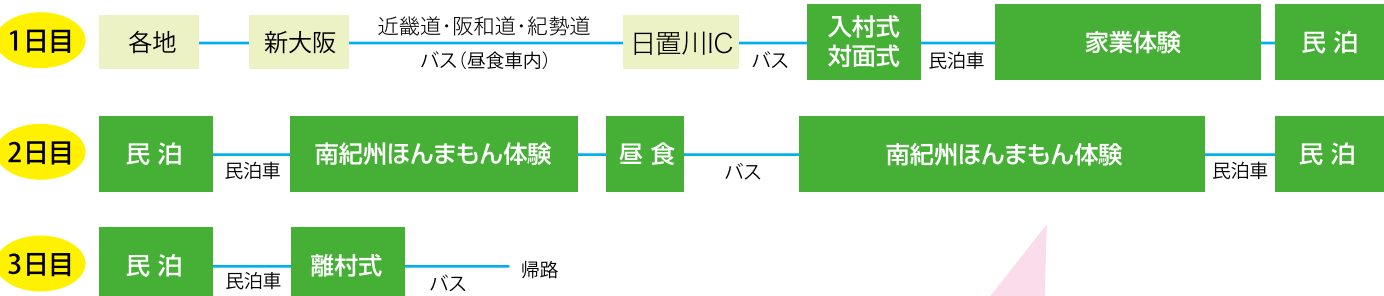 1日目
各地
新大阪
近畿道・阪和道・紀勢道
バス（昼食車内）
日置川IC
バス
入村式
対面式
民泊車
家業体験
民 泊
2日目
民 泊
民泊車
南紀州ほんまもん体験
昼 食
バス
南紀州ほんまもん体験
民泊車
民 泊
3日目
民 泊
民泊車
離村式
バス
帰路